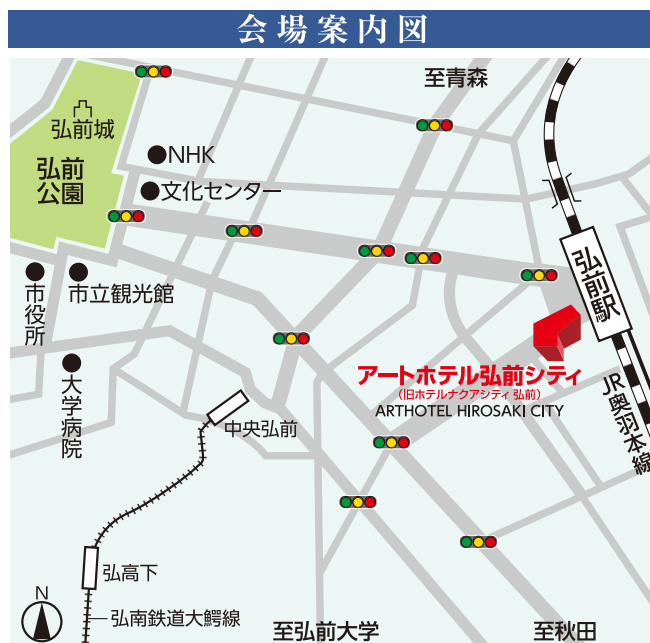 会場案内図
至青森
弘前城
弘前
公園
NHK
文化センター
市役所
市立観光館
大学病院
弘前駅
アートホテル弘前シティ
(旧ホテルナクアシティ 弘前)
ARTHOTEL HIROSAKI CITY
JR奥羽本線
中央弘前
弘高下
N
弘南鉄道大鰐線
至弘前大学
至秋田